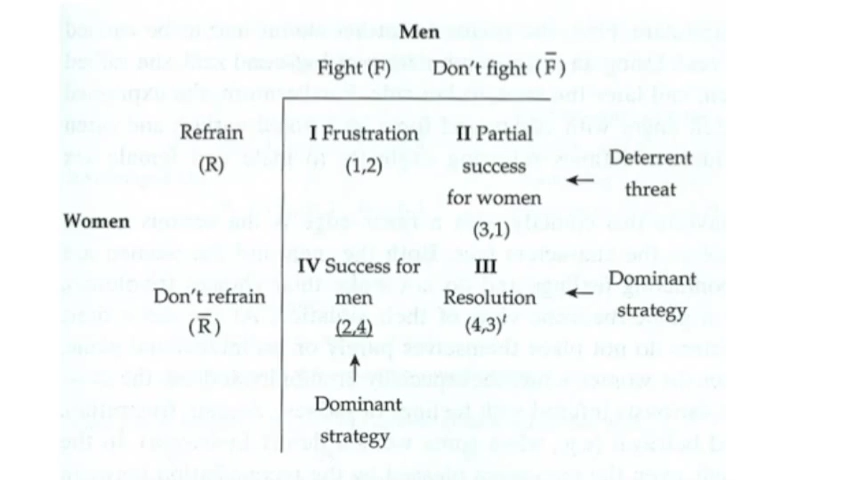 Men
Fight (F) Don't fight (F̄)
Refrain I Frustration II Partial
(R) (1,2) success
for women
(3,1)
Deterrent
threat
Women
IV Success for III
Don't refrain men Resolution
(R̄) (2,4) (4,3)
Dominant
strategy
Dominant
strategy